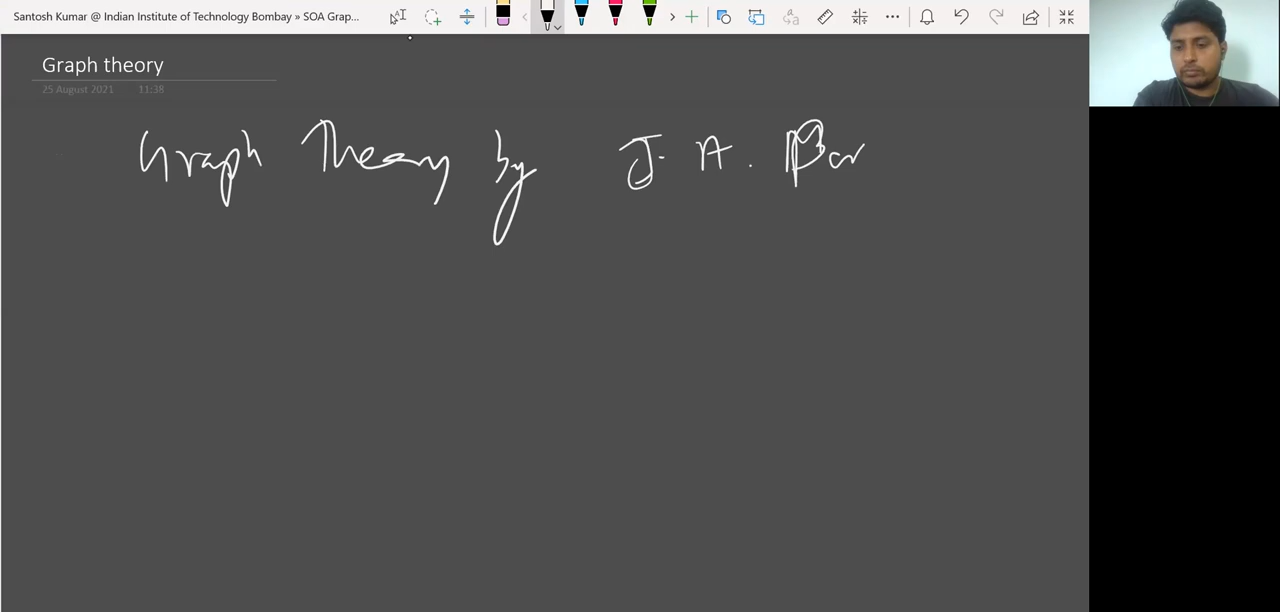 Santosh Kumar @ Indian Institute of Technology Bombay » SOA Grap...
Graph theory
25 August 2021 11:38
Graph Theory by J. A. Bon